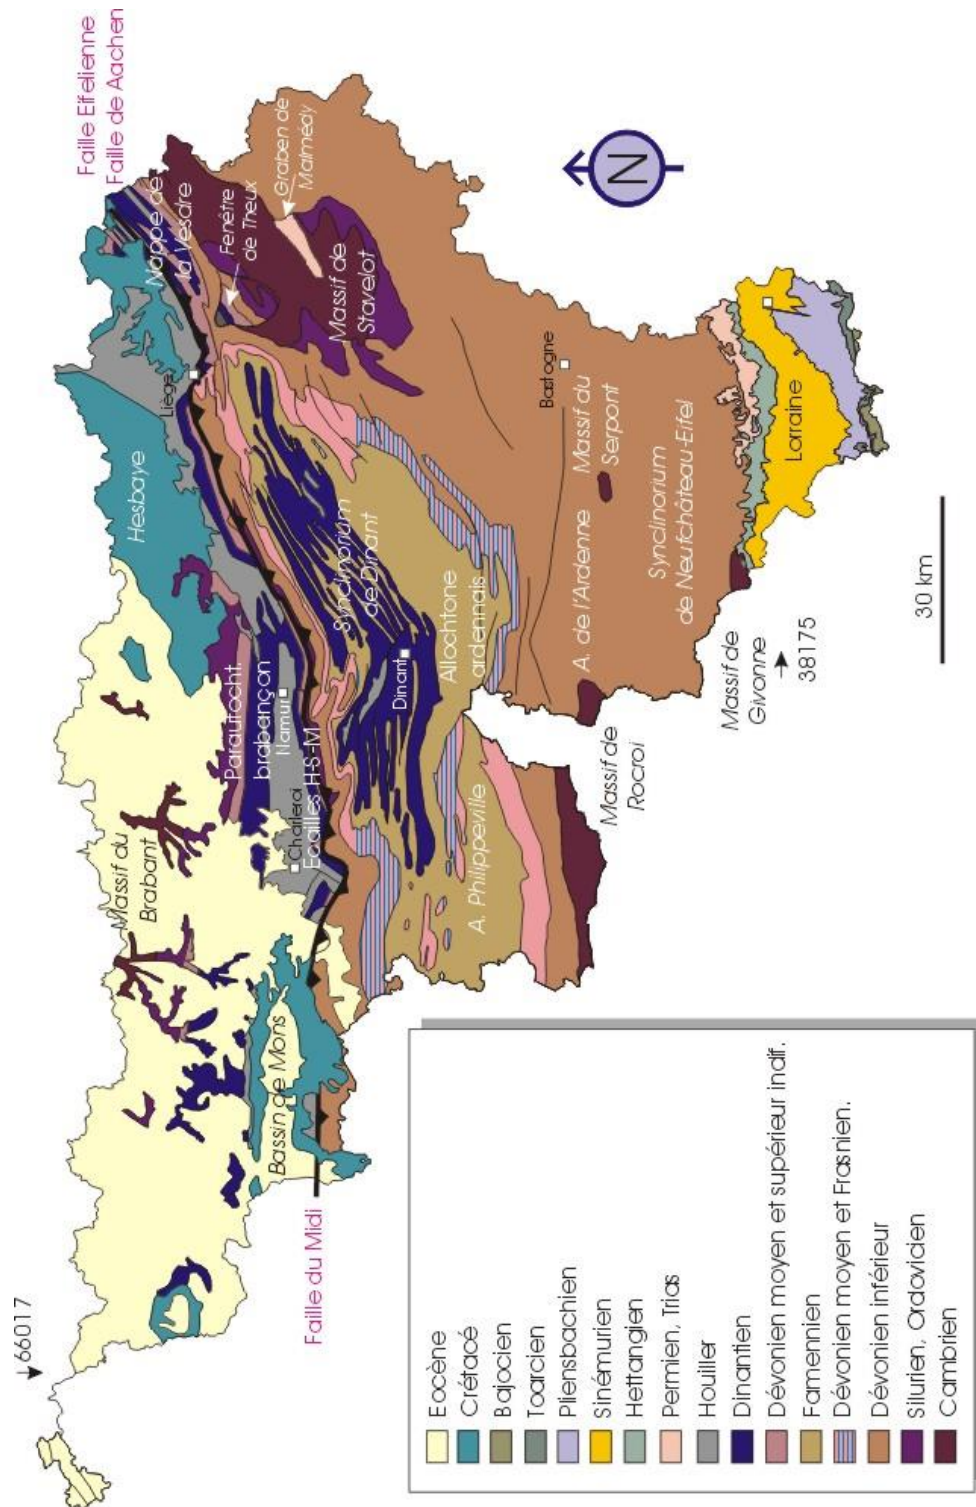 ↓66017
Faille Eifelienne
Faille de Aachen
Nappe de
la Vesdre
Fenêtre
de Theux
Graben de
Malmédy
Massif de
Stavelot
N
Hesbaye
Liège
Massif du
Brabant
Parautocht.
brabançon
Namur
Charleroi
Ecailles H-S-M
Synclinorium
de Dinant
Dinant
Allochtone
ardennais
A. Philippeville
Bassin de Mons
Faille du Midi
Bastogne
A. de l'Ardenne
Massif du
Serpont
Synclinorium
de Neufchâteau-Eifel
Lorraine
Massif de
Rocroi
Massif de
Givonne
→
38175
30 km
Eocène
Crétacé
Bajocien
Toarcien
Pliensbachien
Sinémurien
Hettangien
Permien, Trias
Houiller
Dinantien
Dévonien moyen et supérieur indif.
Famennien
Dévonien moyen et Frasnien.
Dévonien inférieur
Silurien, Ordovicien
Cambrien